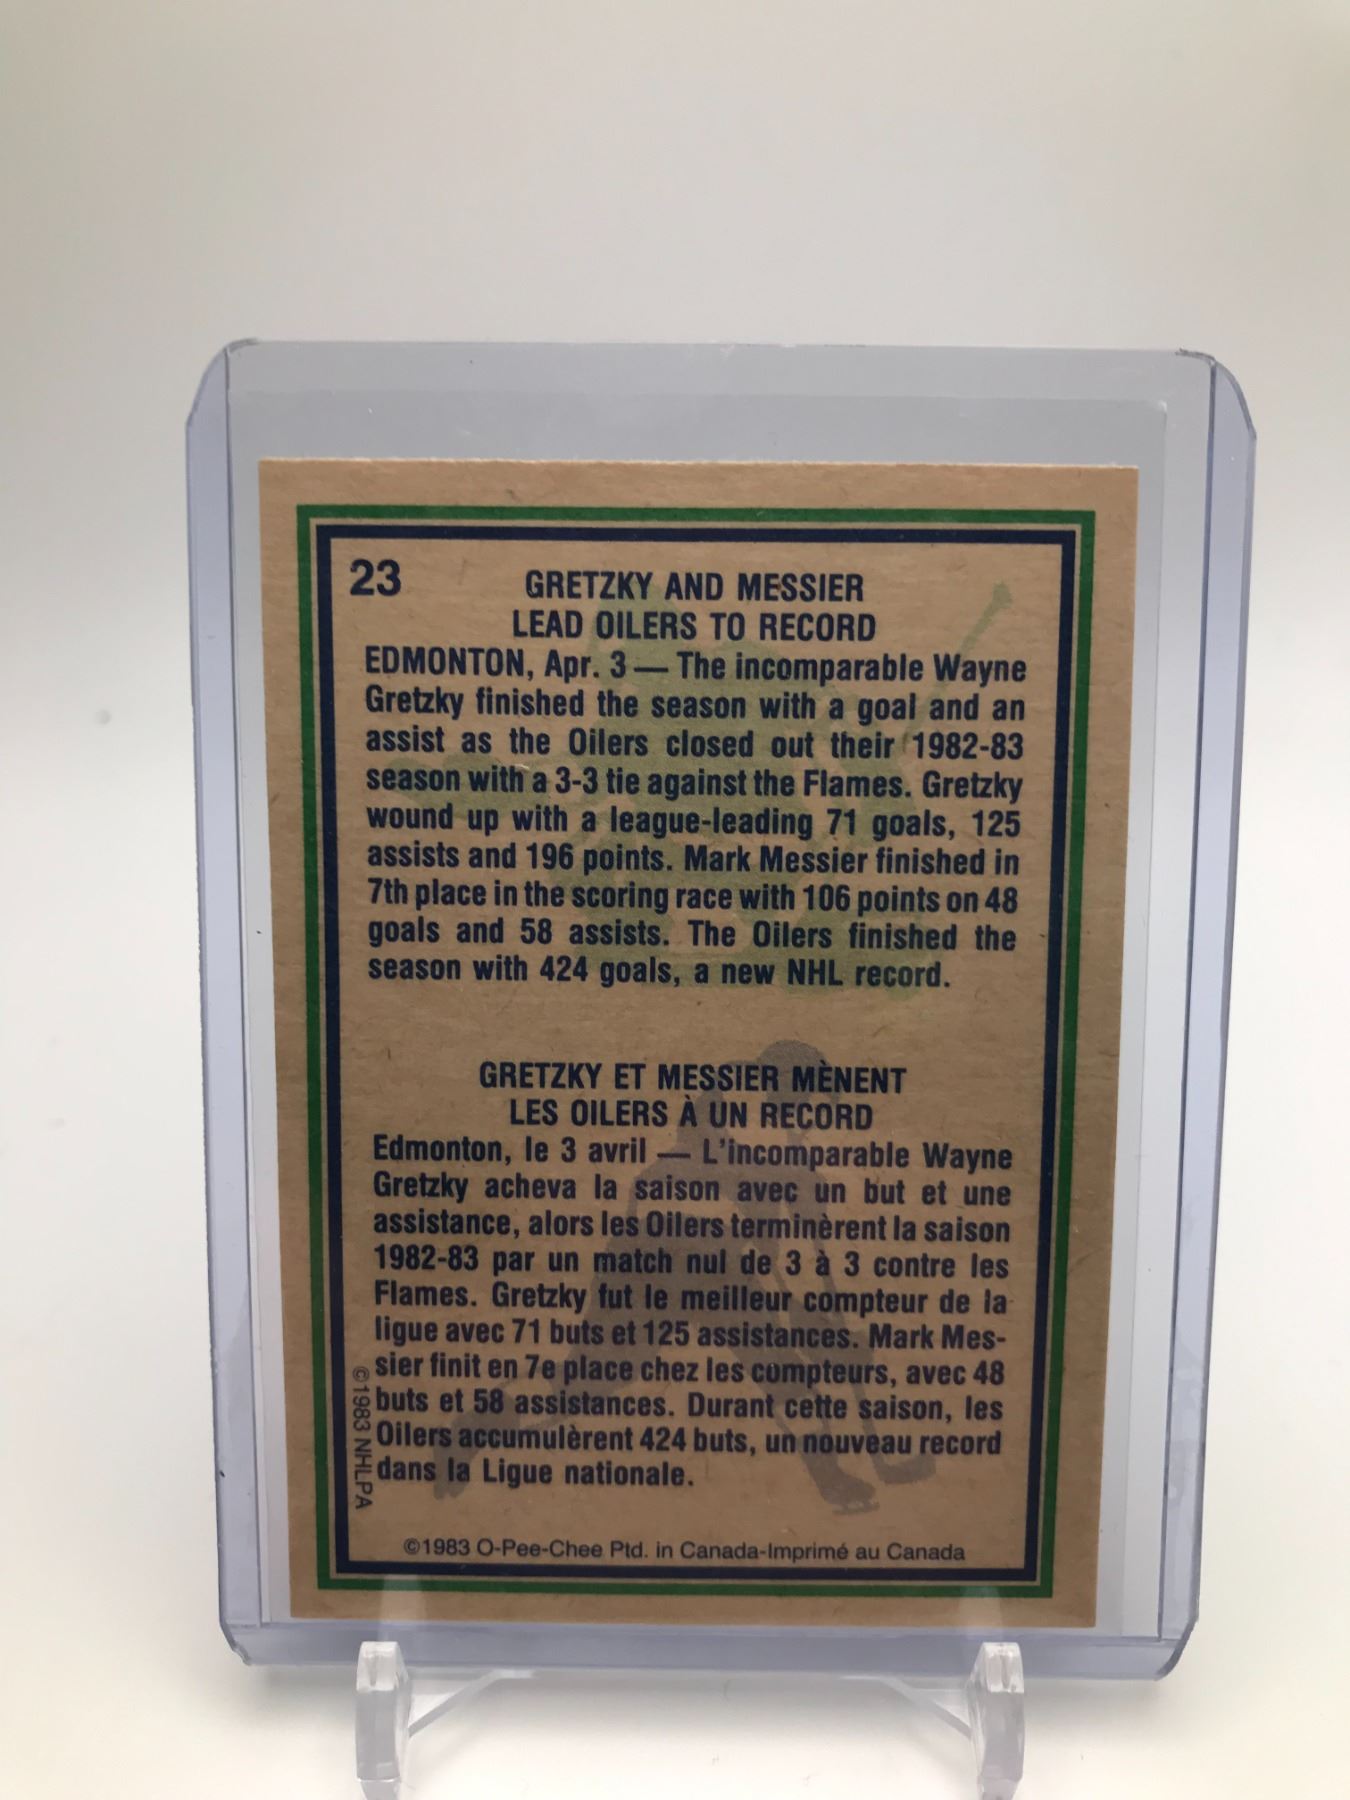 23
GRETZKY AND MESSIER
LEAD OILERS TO RECORD
EDMONTON, Apr. 3 — The incomparable Wayne
Gretzky finished the season with a goal and an
assist as the Oilers closed out their 1982-83
season with a 3-3 tie against the Flames. Gretzky
wound up with a league-leading 71 goals, 125
assists and 196 points. Mark Messier finished in
7th place in the scoring race with 106 points on 48
goals and 58 assists. The Oilers finished the
season with 424 goals, a new NHL record.
GRETZKY ET MESSIER MÈNENT
LES OILERS À UN RECORD
Edmonton, le 3 avril — L'incomparable Wayne
Gretzky acheva la saison avec un but et une
assistance, alors les Oilers terminèrent la saison
1982-83 par un match nul de 3 à 3 contre les
Flames. Gretzky fut le meilleur compteur de la
ligue avec 71 buts et 125 assistances. Mark Mes-
sier finit en 7e place chez les compteurs, avec 48
buts et 58 assistances. Durant cette saison, les
Oilers accumulèrent 424 buts, un nouveau record
dans la Ligue nationale.
©1983 NHLPA
©1983 O-Pee-Chee Ptd. in Canada-Imprimé au Canada